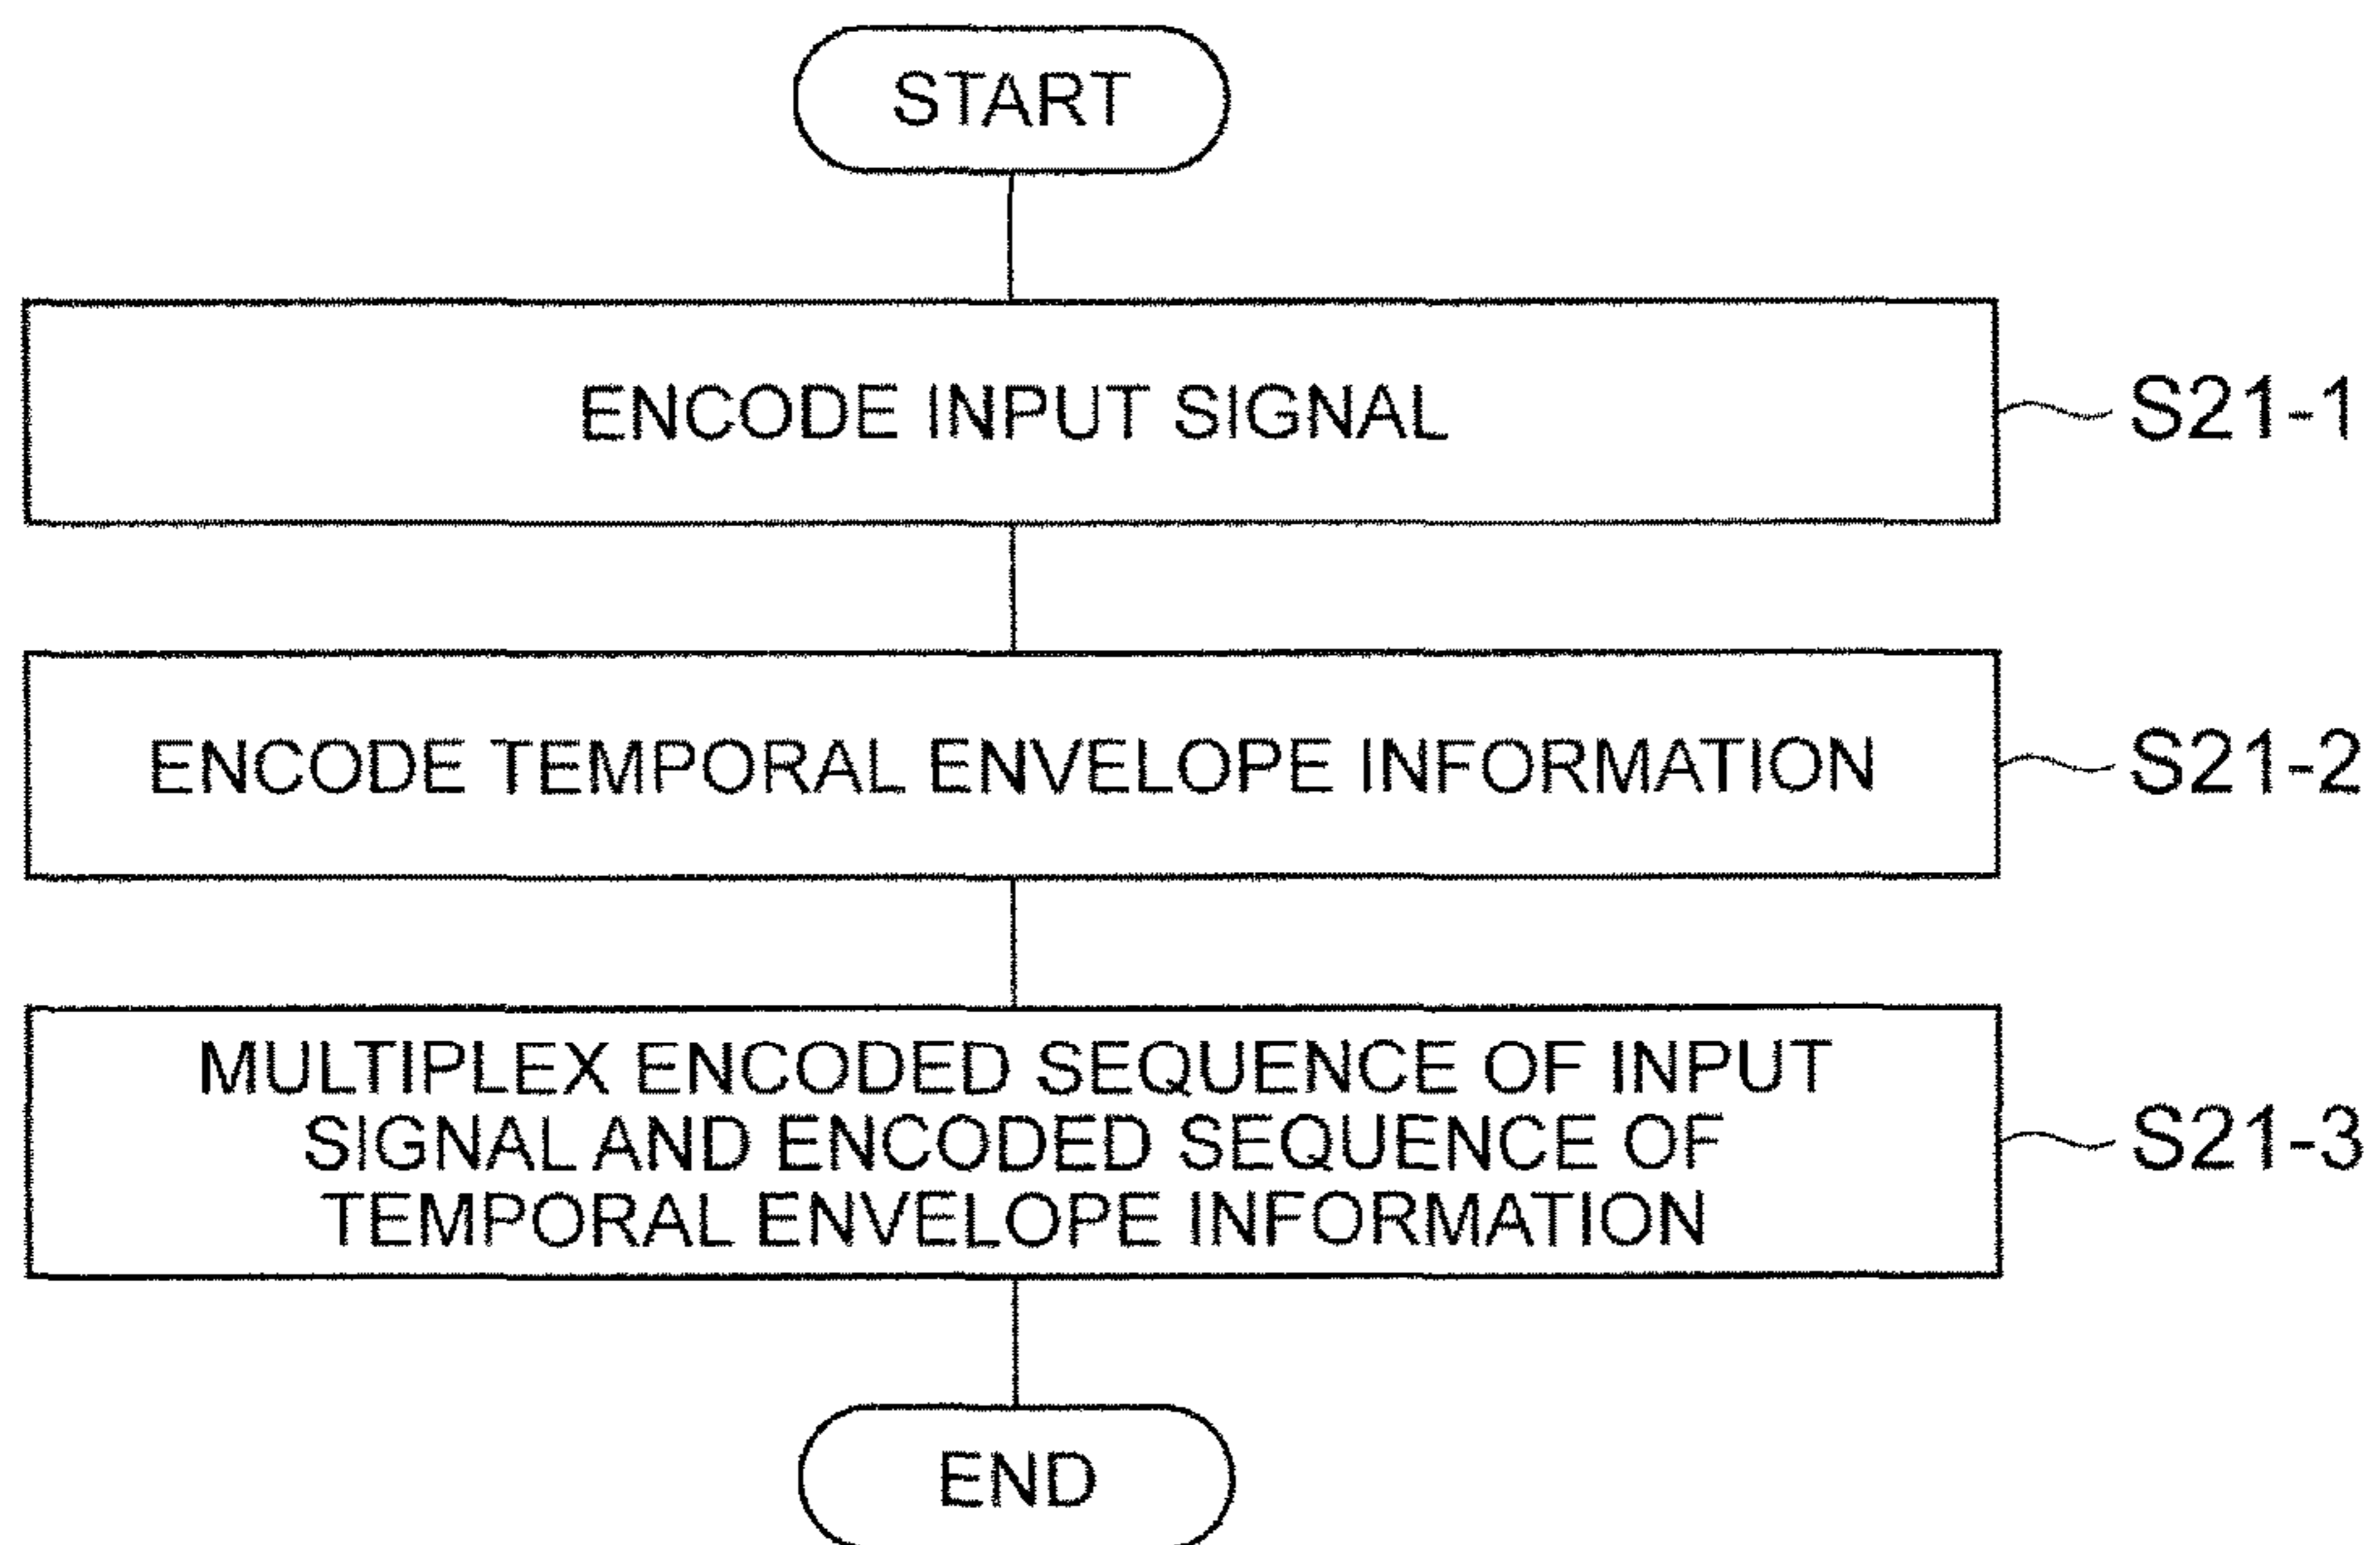 START
ENCODE INPUT SIGNAL
S21-1
ENCODE TEMPORAL ENVELOPE INFORMATION
S21-2
MULTIPLEX ENCODED SEQUENCE OF INPUT
SIGNAL AND ENCODED SEQUENCE OF
TEMPORAL ENVELOPE INFORMATION
S21-3
END